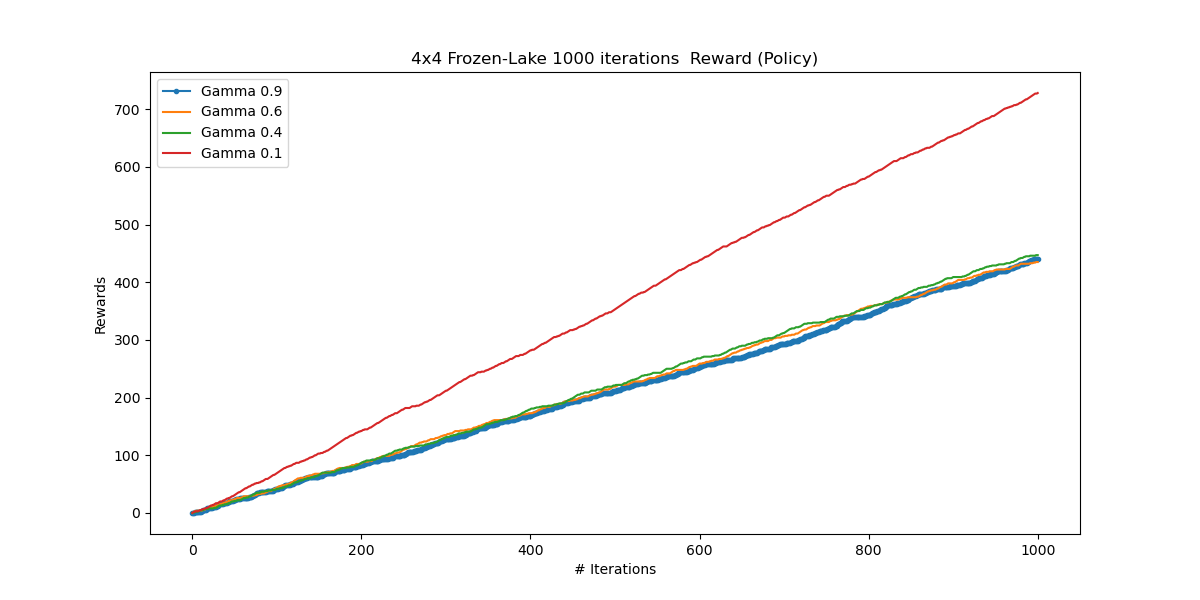 4x4 Frozen-Lake 1000 iterations  Reward (Policy)
Gamma 0.9
Gamma 0.6
Gamma 0.4
Gamma 0.1
700
600
500
400
300
200
100
0
Rewards
0 200 400 600 800 1000
# Iterations